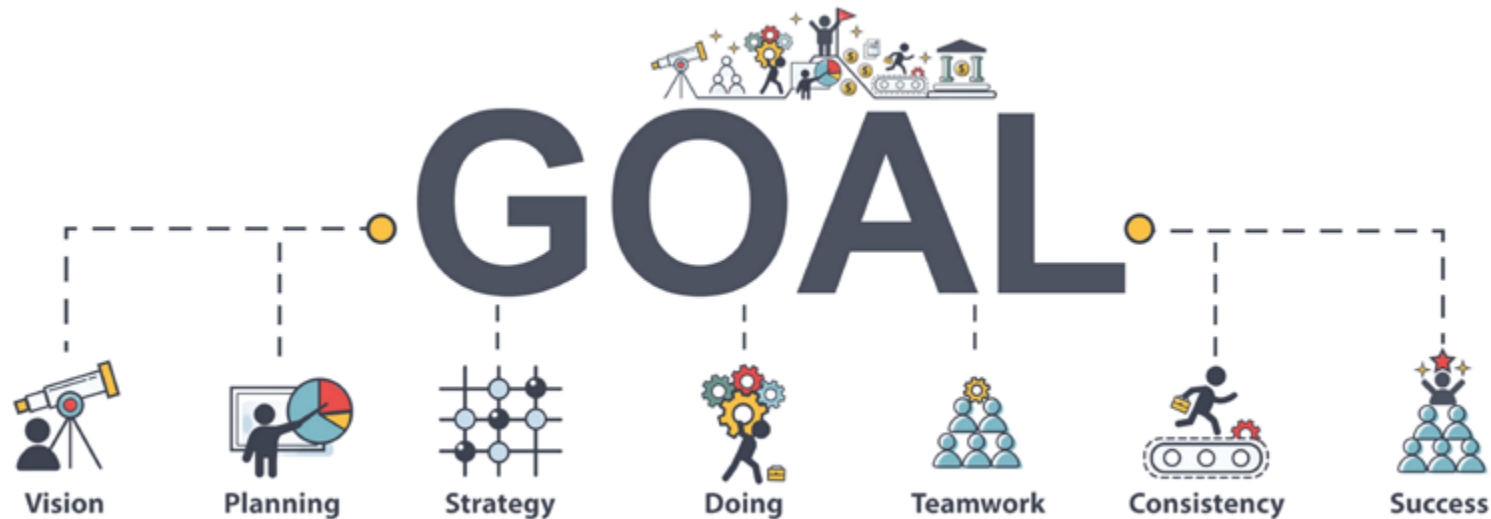 GOAL
Vision
Planning
Strategy
Doing
Teamwork
Consistency
Success